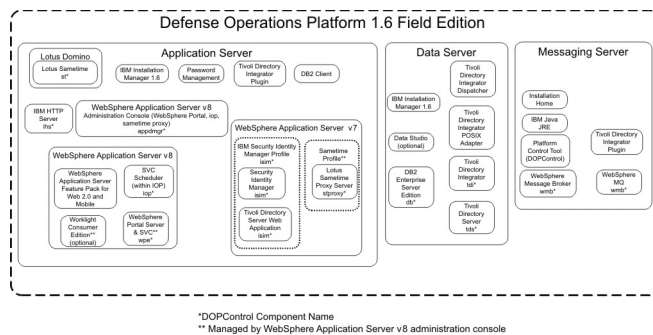 Defense Operations Platform 1.6 Field Edition
Application Server
Lotus Domino
Lotus Sametime
st*
IBM Installation
Manager 1.6
Password
Management
Tivoli Directory
Integrator
Plugin
DB2 Client
IBM HTTP
Server
ihs*
WebSphere Application Server v8
Administration Console (WebSphere Portal, iop,
sametime proxy)
appdmgr*
WebSphere Application Server v8
WebSphere
Application Server
Feature Pack for
Web 2.0 and
Mobile
SVC
Scheduler
(within IOP)
iop*
Worklight
Consumer
Edition**
(optional)
WebSphere
Portal Server
& SVC**
wpe*
WebSphere Application Server v7
IBM Security Identity
Manager Profile
isim*
Security
Identity
Manager
isim*
Tivoli Directory
Server Web
Application
isim*
Sametime
Profile**
Lotus
Sametime
Proxy Server
stproxy*
Data Server
IBM Installation
Manager 1.6
Data Studio
(optional)
DB2
Enterprise
Server
Edition
db*
Tivoli
Directory
Integrator
Dispatcher
Tivoli
Directory
Integrator
POSIX
Adapter
Tivoli
Directory
Integrator
tdi*
Tivoli
Directory
Server
tds*
Messaging Server
Installation
Home
IBM Java
JRE
Platform
Control Tool
(DOPControl)
WebSphere
Message Broker
wmb*
Tivoli Directory
Integrator
Plugin
WebSphere
MQ
wmb*
*DOPControl Component Name
** Managed by WebSphere Application Server v8 administration console